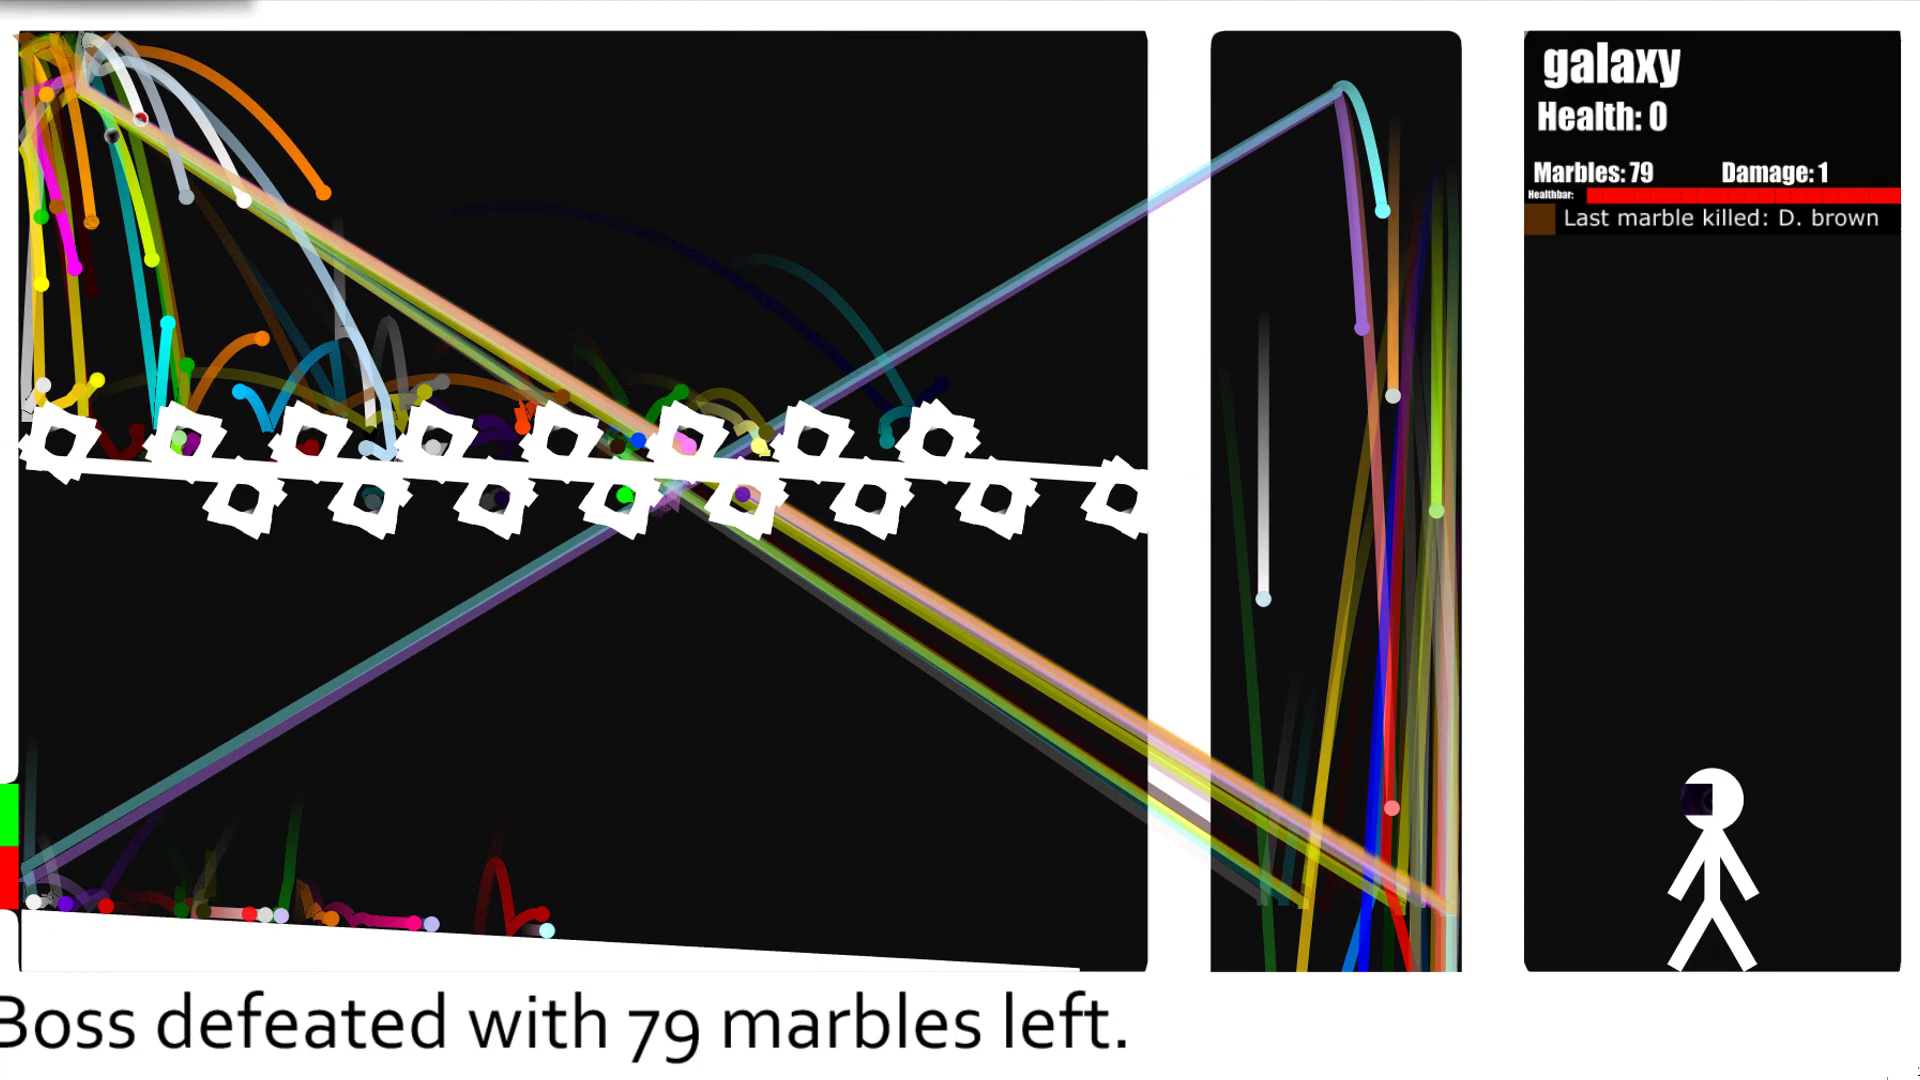 galaxy
Health: 0
Marbles: 79 Damage: 1
Healthbar:
Last marble killed: D. brown
Boss defeated with 79 marbles left.